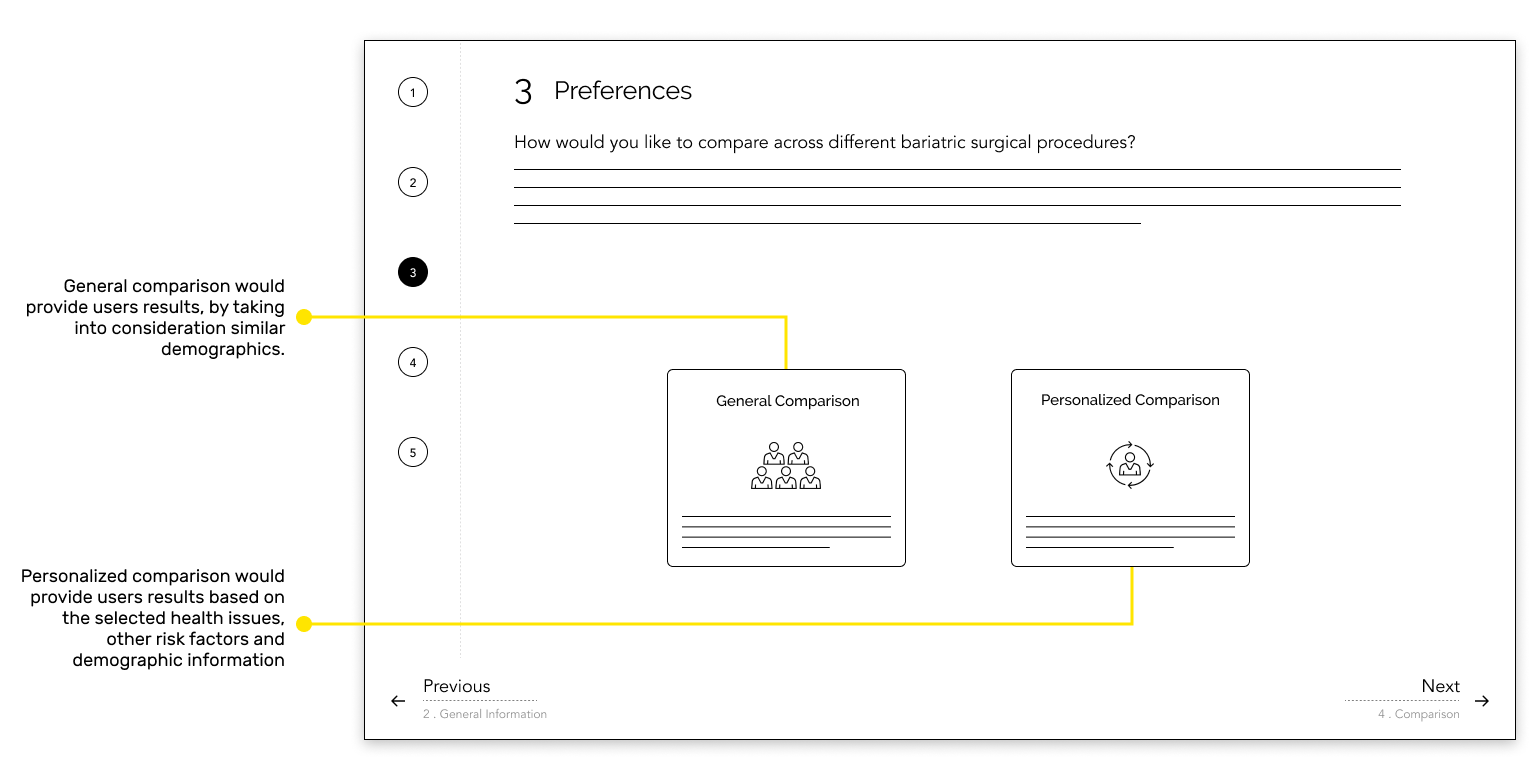 1
2
3
4
5
3 Preferences
How would you like to compare across different bariatric surgical procedures?
General comparison would
provide users results, by taking
into consideration similar
demographics.
General Comparison
Personalized Comparison
Personalized comparison would
provide users results based on
the selected health issues,
other risk factors and
demographic information
Previous
2 . General Information
Next
4 . Comparison